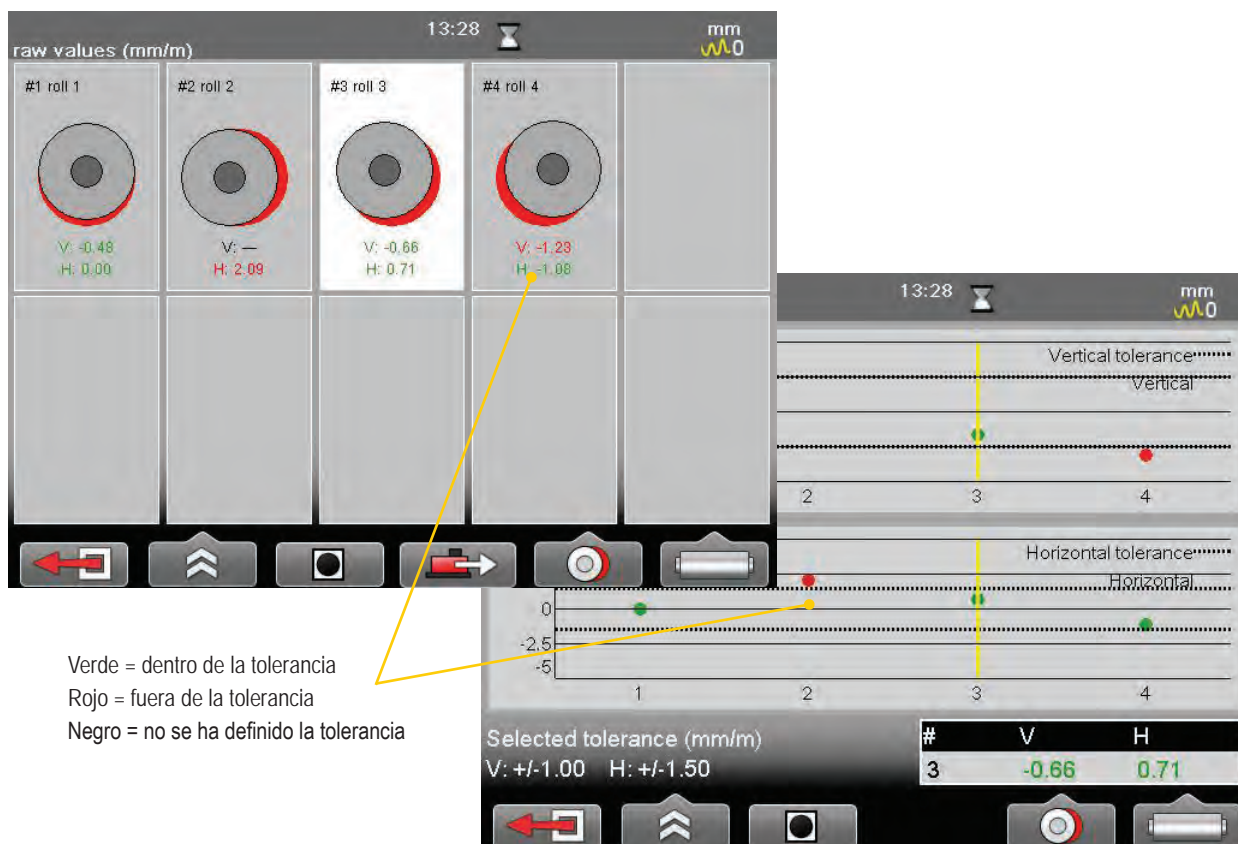 13:28
mm
raw values (mm/m)
0
#1 roll 1
#2 roll 2
#3 roll 3
#4 roll 4
V: -0.48
H: 0.00
V: —
H: 2.09
V: -0.66
H: 0.71
V: -1.23
H: -1.08
13:28
mm
0
Vertical tolerance
Vertical
2
3
4
Horizontal tolerance
Horizontal
0
-2.5
-5
1
2
3
4
Verde = dentro de la tolerancia
Rojo = fuera de la tolerancia
Negro = no se ha definido la tolerancia
Selected tolerance (mm/m)
V: +/-1.00 H: +/-1.50
# V H
3 -0.66 0.71